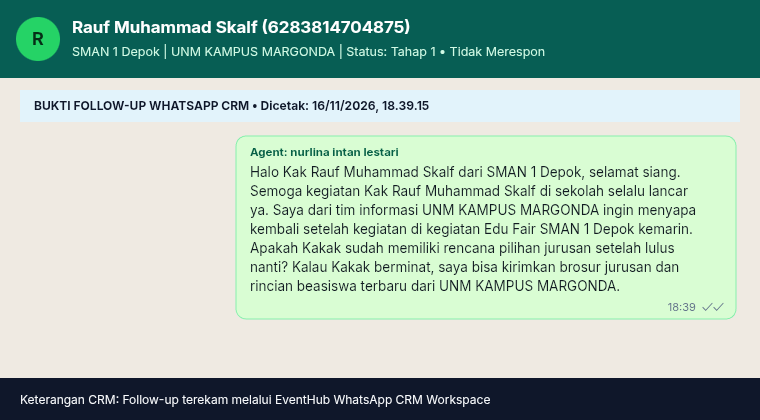 R
Rauf Muhammad Skalf (6283814704875)
SMAN 1 Depok | UNM KAMPUS MARGONDA | Status: Tahap 1 • Tidak Merespon
BUKTI FOLLOW-UP WHATSAPP CRM • Dicetak: 16/11/2026, 18.39.15
Agent: nurlina intan lestari
Halo Kak Rauf Muhammad Skalf dari SMAN 1 Depok, selamat siang.
Semoga kegiatan Kak Rauf Muhammad Skalf di sekolah selalu lancar
ya. Saya dari tim informasi UNM KAMPUS MARGONDA ingin menyapa
kembali setelah kegiatan di kegiatan Edu Fair SMAN 1 Depok kemarin.
Apakah Kakak sudah memiliki rencana pilihan jurusan setelah lulus
nanti? Kalau Kakak berminat, saya bisa kirimkan brosur jurusan dan
rincian beasiswa terbaru dari UNM KAMPUS MARGONDA.
18:39
Keterangan CRM: Follow-up terekam melalui EventHub WhatsApp CRM Workspace